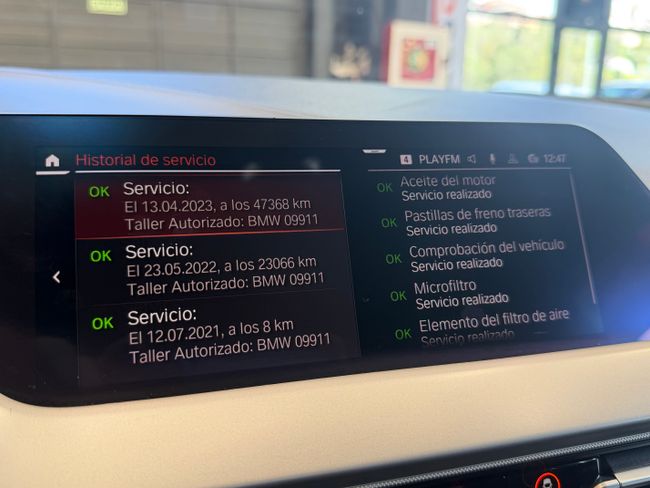 Historial de servicio
4 PLAYFM 12:47
OK Servicio:
El 13.04.2023, a los 47368 km
Taller Autorizado: BMW 09911
OK Servicio:
El 23.05.2022, a los 23066 km
Taller Autorizado: BMW 09911
OK Servicio:
El 12.07.2021, a los 8 km
Taller Autorizado: BMW 09911
OK Aceite del motor
Servicio realizado
OK Pastillas de freno traseras
Servicio realizado
OK Comprobación del vehículo
Servicio realizado
OK Microfiltro
Servicio realizado
OK Elemento del filtro de aire
Servicio realizado